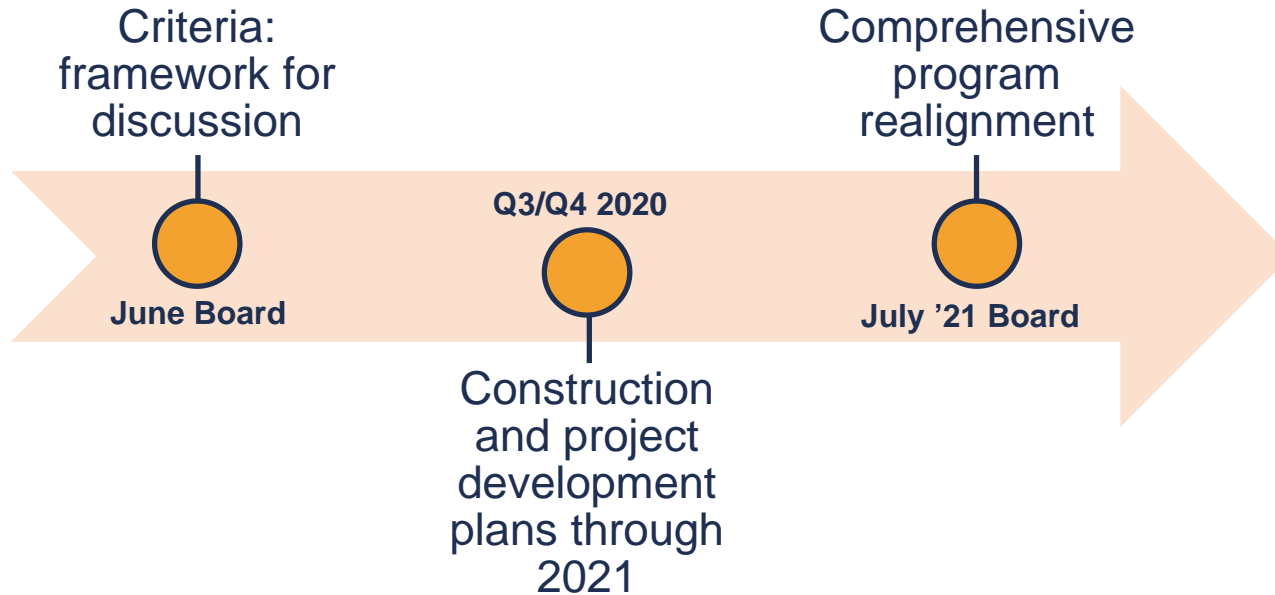 Criteria:
framework for
discussion
June Board
Q3/Q4 2020
Construction
and project
development
plans through
2021
Comprehensive
program
realignment
July ’21 Board